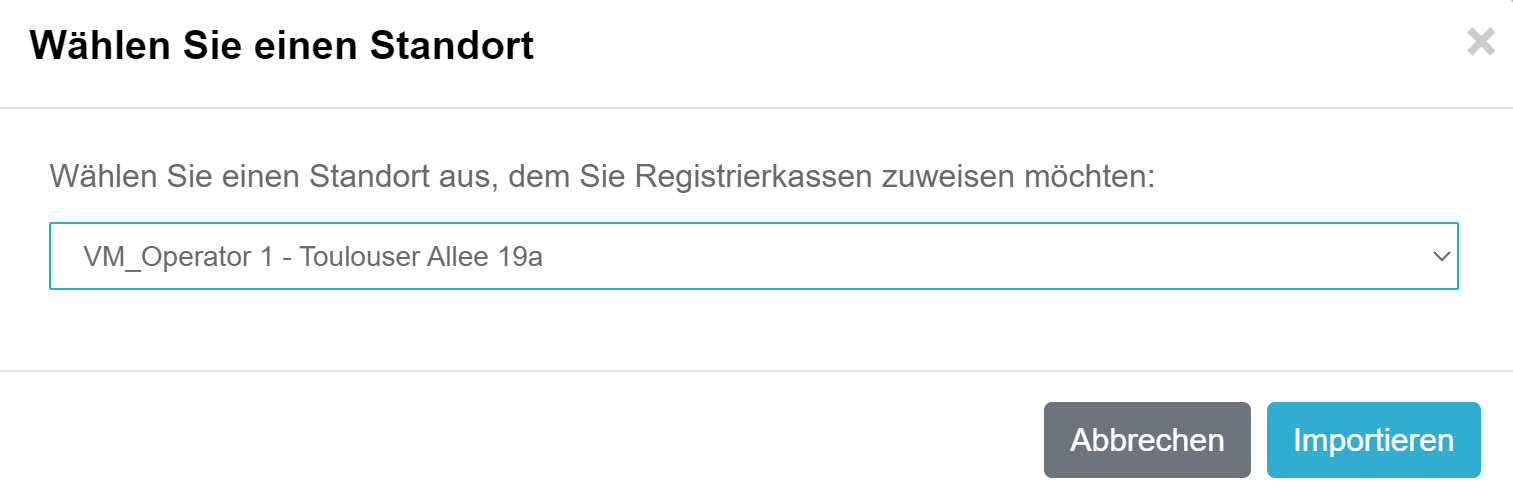 Wählen Sie einen Standort
Wählen Sie einen Standort aus, dem Sie Registrierkassen zuweisen möchten:
VM_Operator 1 - Toulouser Allee 19a
Abbrechen
Importieren